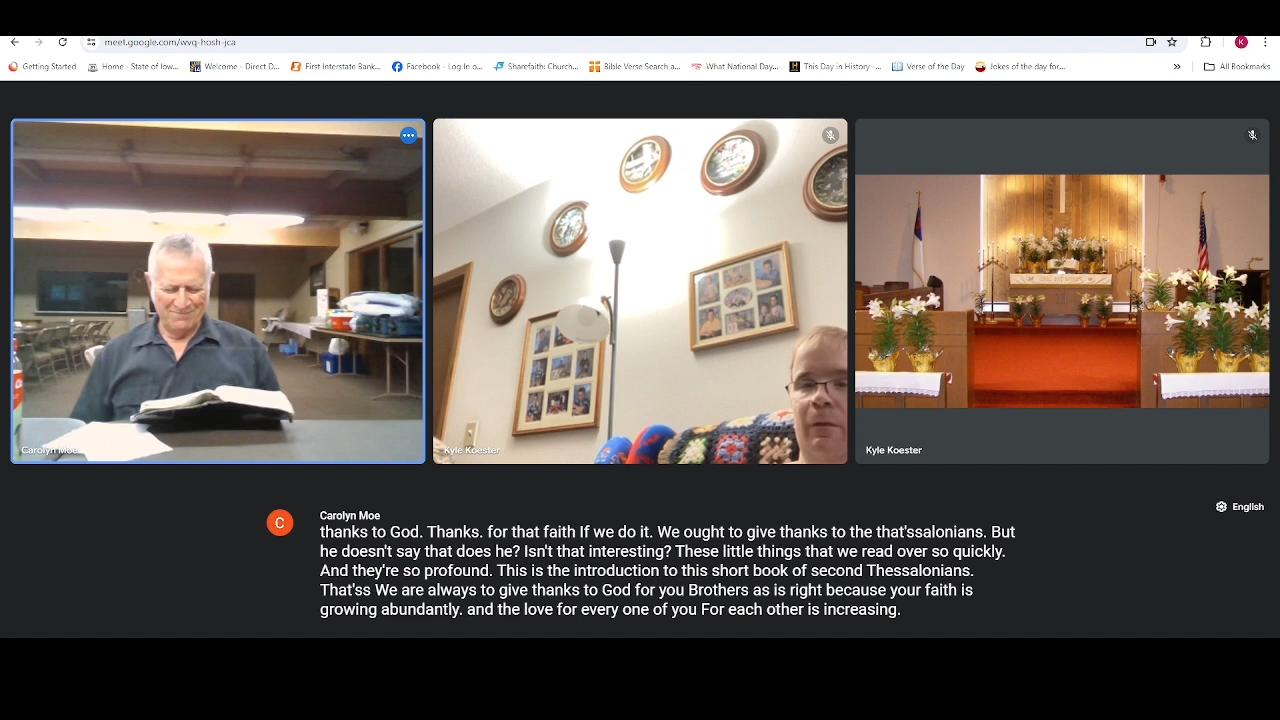 meet.google.com/wvq-hosh-jca
Getting Started Home - State of Iow... Welcome - Direct D... First Interstate Bank... Facebook - Log In o... Sharefaith: Church... Bible Verse Search a... What National Day... This Day in History -... Verse of the Day Jokes of the day for... » All Bookmarks
K
Carolyn Moe
Kyle Koester
Kyle Koester
English
C
Carolyn Moe
thanks to God. Thanks. for that faith If we do it. We ought to give thanks to the that'ssalonians. But
he doesn't say that does he? Isn't that interesting? These little things that we read over so quickly.
And they're so profound. This is the introduction to this short book of second Thessalonians.
That'ss We are always to give thanks to God for you Brothers as is right because your faith is
growing abundantly. and the love for every one of you For each other is increasing.